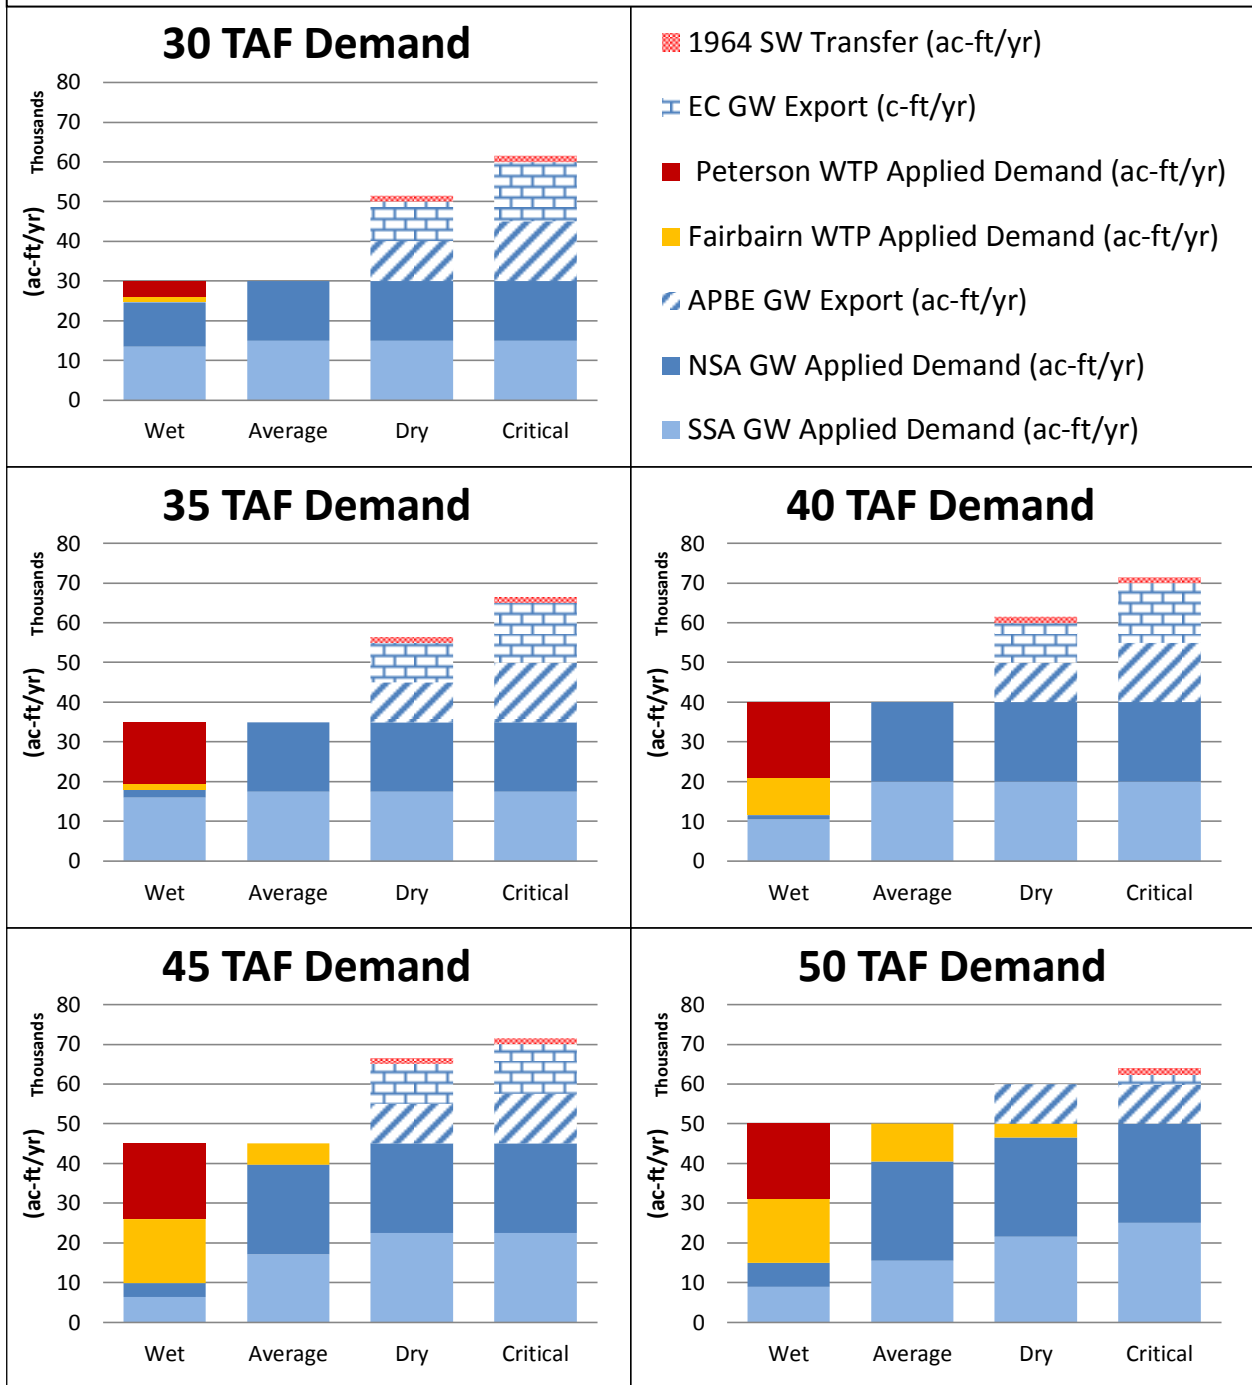 30 TAF Demand
Thousands
(ac-ft/yr)
80
70
60
50
40
30
20
10
0
Wet Average Dry Critical
1964 SW Transfer (ac-ft/yr)
EC GW Export (c-ft/yr)
Peterson WTP Applied Demand (ac-ft/yr)
Fairbairn WTP Applied Demand (ac-ft/yr)
APBE GW Export (ac-ft/yr)
NSA GW Applied Demand (ac-ft/yr)
SSA GW Applied Demand (ac-ft/yr)
35 TAF Demand
Thousands
(ac-ft/yr)
80
70
60
50
40
30
20
10
0
Wet Average Dry Critical
40 TAF Demand
Thousands
(ac-ft/yr)
80
70
60
50
40
30
20
10
0
Wet Average Dry Critical
45 TAF Demand
Thousands
(ac-ft/yr)
80
70
60
50
40
30
20
10
0
Wet Average Dry Critical
50 TAF Demand
Thousands
(ac-ft/yr)
80
70
60
50
40
30
20
10
0
Wet Average Dry Critical